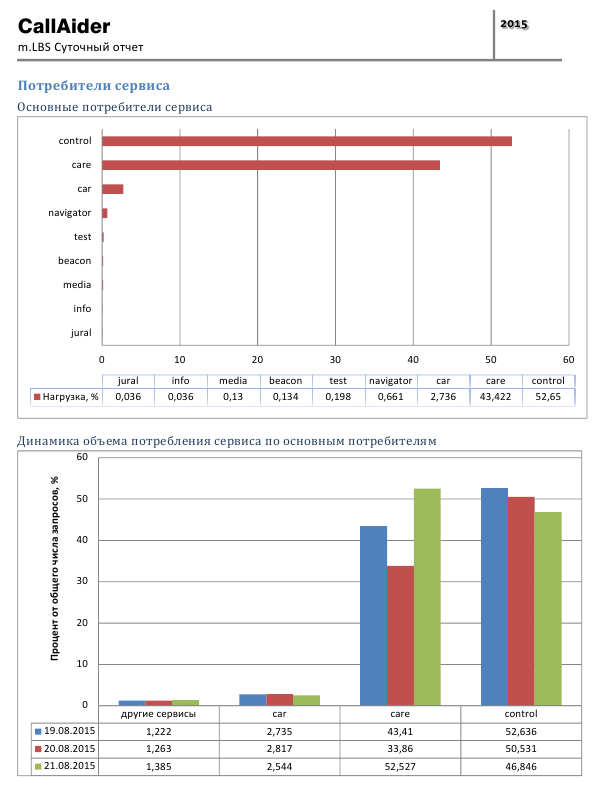 CallAider
2015
m.LBS Суточный отчет
Потребители сервиса
Основные потребители сервиса
control
care
car
navigator
test
beacon
media
info
jural
0 10 20 30 40 50 60
jural info media beacon test navigator car care control
Нагрузка, % 0,036 0,036 0,13 0,134 0,198 0,661 2,736 43,422 52,65
Динамика объема потребления сервиса по основным потребителям
Процент от общего числа запросов, %
60
50
40
30
20
10
0
другие сервисы car care control
19.08.2015 1,222 2,735 43,41 52,636
20.08.2015 1,263 2,817 33,86 50,531
21.08.2015 1,385 2,544 52,527 46,846